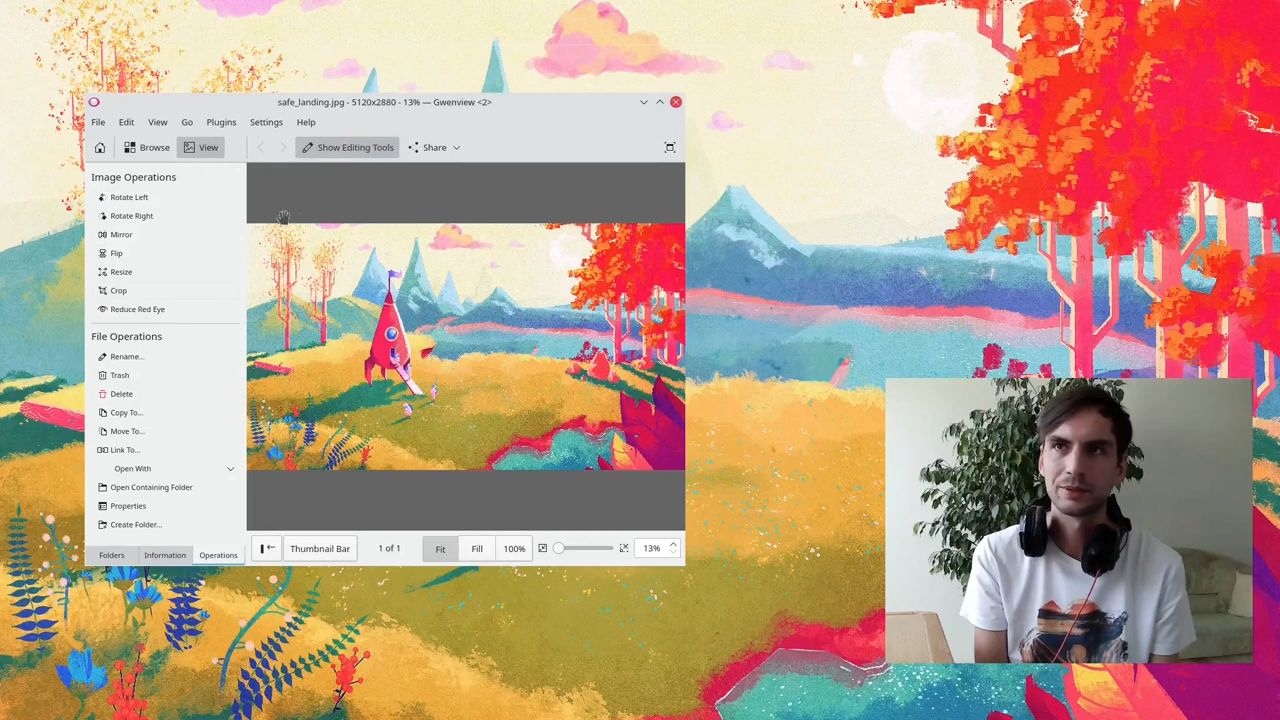 safe_landing.jpg - 5120x2880 - 13% — Gwenview <2>
File Edit View Go Plugins Settings Help
Browse View Show Editing Tools Share
Image Operations
Rotate Left
Rotate Right
Mirror
Flip
Resize
Crop
Reduce Red Eye
File Operations
Rename...
Trash
Delete
Copy To...
Move To...
Link To...
Open With
Open Containing Folder
Properties
Create Folder...
Folders Information Operations
Thumbnail Bar 1 of 1 Fit Fill 100% 13%